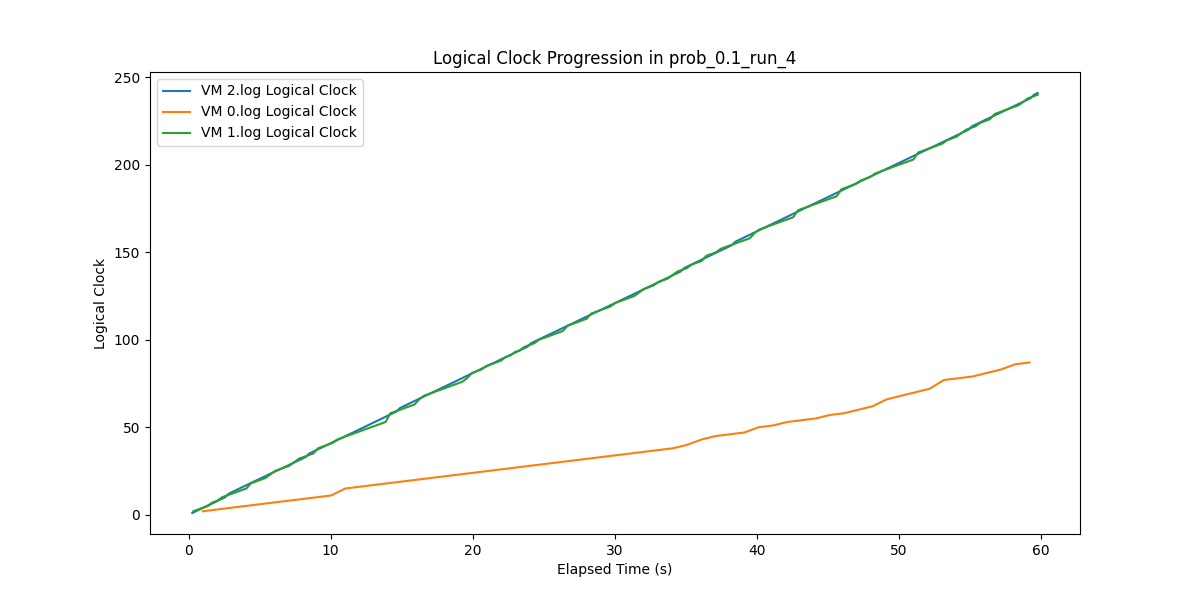 Logical Clock Progression in prob_0.1_run_4
VM 2.log Logical Clock
VM 0.log Logical Clock
VM 1.log Logical Clock
250
200
150
100
50
0
Logical Clock
0 10 20 30 40 50 60
Elapsed Time (s)